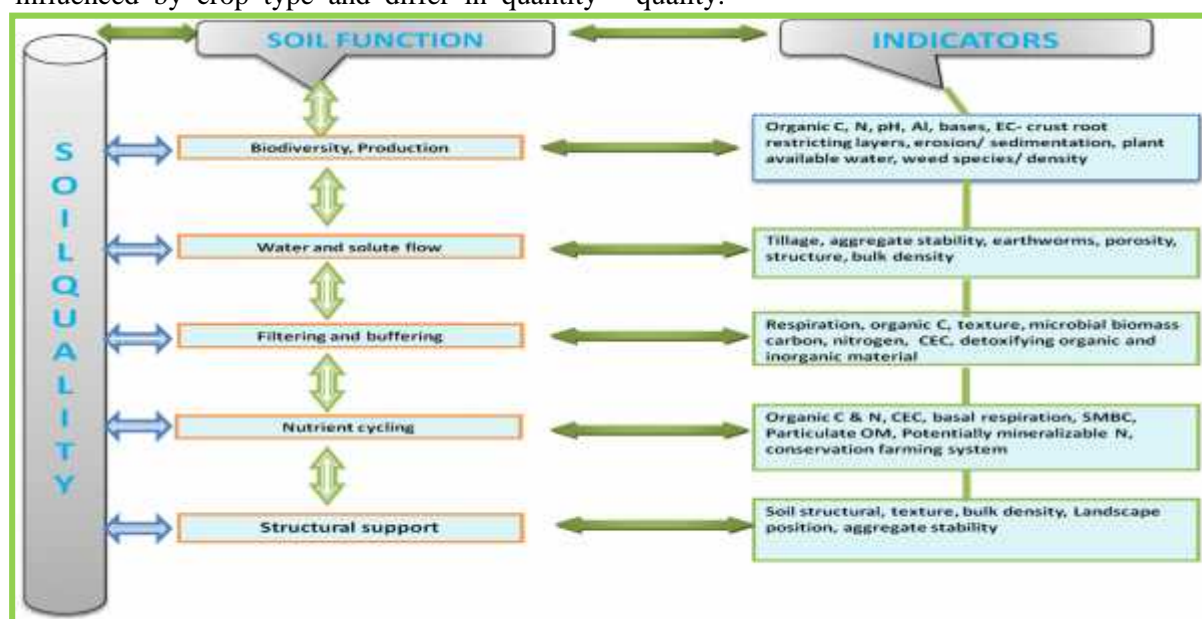 influenced by crop type and differ in quantity quality.
SOIL FUNCTION
INDICATORS
SOILQUALITY
Biodiversity, Production
Organic C, N, pH, Al, bases, EC- crust root
restricting layers, erosion/ sedimentation, plant
available water, weed species/ density
Water and solute flow
Tillage, aggregate stability, earthworms, porosity,
structure, bulk density
Filtering and buffering
Respiration, organic C, texture, microbial biomass
carbon, nitrogen, CEC, detoxifying organic and
inorganic material
Nutrient cycling
Organic C & N, CEC, basal respiration, SMBC,
Particulate OM, Potentially mineralizable N,
conservation farming system
Structural support
Soil structural, texture, bulk density, Landscape
position, aggregate stability